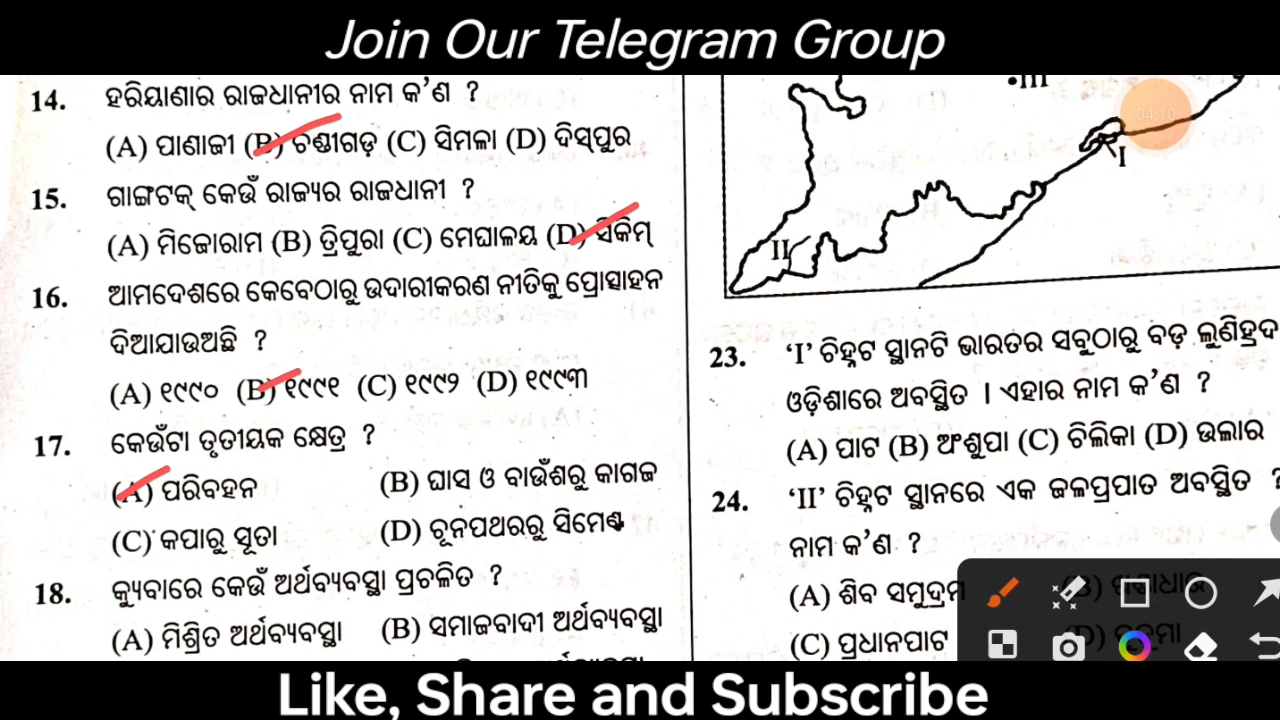 Join Our Telegram Group
14. ହରିୟାଣାର ରାଜଧାନୀର ନାମ କ'ଣ ?
(A) ପାଣାଜୀ (B) ଚଣ୍ଡୀଗଡ଼ (C) ସିମଳା (D) ଦିସ୍ପୁର
15. ଗାଙ୍ଗଟକ୍ କେଉଁ ରାଜ୍ୟର ରାଜଧାନୀ ?
(A) ମିଜୋରାମ (B) ତ୍ରିପୁରା (C) ମେଘାଳୟ (D) ସିକିମ୍
16. ଆମଦେଶରେ କେବେଠାରୁ ଉଦାରୀକରଣ ନୀତିକୁ ପ୍ରୋତ୍ସାହନ
ଦିଆଯାଉଅଛି ?
(A) ୧୯୯୦ (B) ୧୯୯୧ (C) ୧୯୯୨ (D) ୧୯୯୩
17. କେଉଁଟା ତୃତୀୟକ କ୍ଷେତ୍ର ?
(A) ପରିବହନ (B) ଘାସ ଓ ବାଉଁଶରୁ କାଗଜ
(C) କପାରୁ ସୂତା (D) ଚୂନପଥରରୁ ସିମେଣ୍ଟ
18. କ୍ୟୁବାରେ କେଉଁ ଅର୍ଥବ୍ୟବସ୍ଥା ପ୍ରଚଳିତ ?
(A) ମିଶ୍ରିତ ଅର୍ଥବ୍ୟବସ୍ଥା (B) ସମାଜବାଦୀ ଅର୍ଥବ୍ୟବସ୍ଥା
III
04:10
I
II
23. 'I' ଚିହ୍ନଟ ସ୍ଥାନଟି ଭାରତର ସବୁଠାରୁ ବଡ଼ ଲୁଣିହ୍ରଦ
ଓଡ଼ିଶାରେ ଅବସ୍ଥିତ । ଏହାର ନାମ କ'ଣ ?
(A) ପାଟ (B) ଅଂଶୁପା (C) ଚିଲିକା (D) ଉଲାର
24. 'II' ଚିହ୍ନଟ ସ୍ଥାନରେ ଏକ ଜଳପ୍ରପାତ ଅବସ୍ଥିତ ?
ନାମ କ'ଣ ?
(A) ଶିବ ସମୁଦ୍ରମ (B)
(C) ପ୍ରଧାନପାଟ (D)
Like, Share and Subscribe